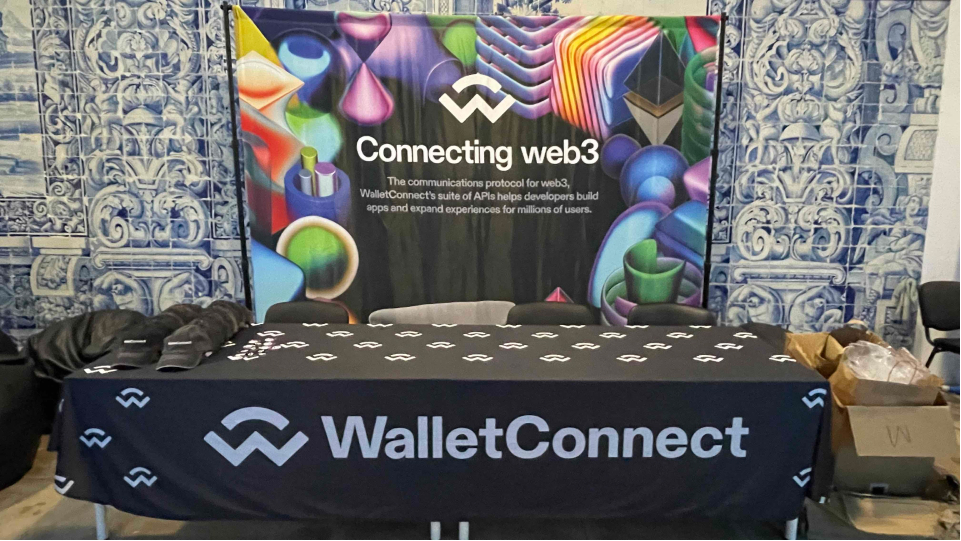 Connecting web3
The communications protocol for web3,
WalletConnect's suite of APIs helps developers build
apps and expand experiences for millions of users.
WalletConnect